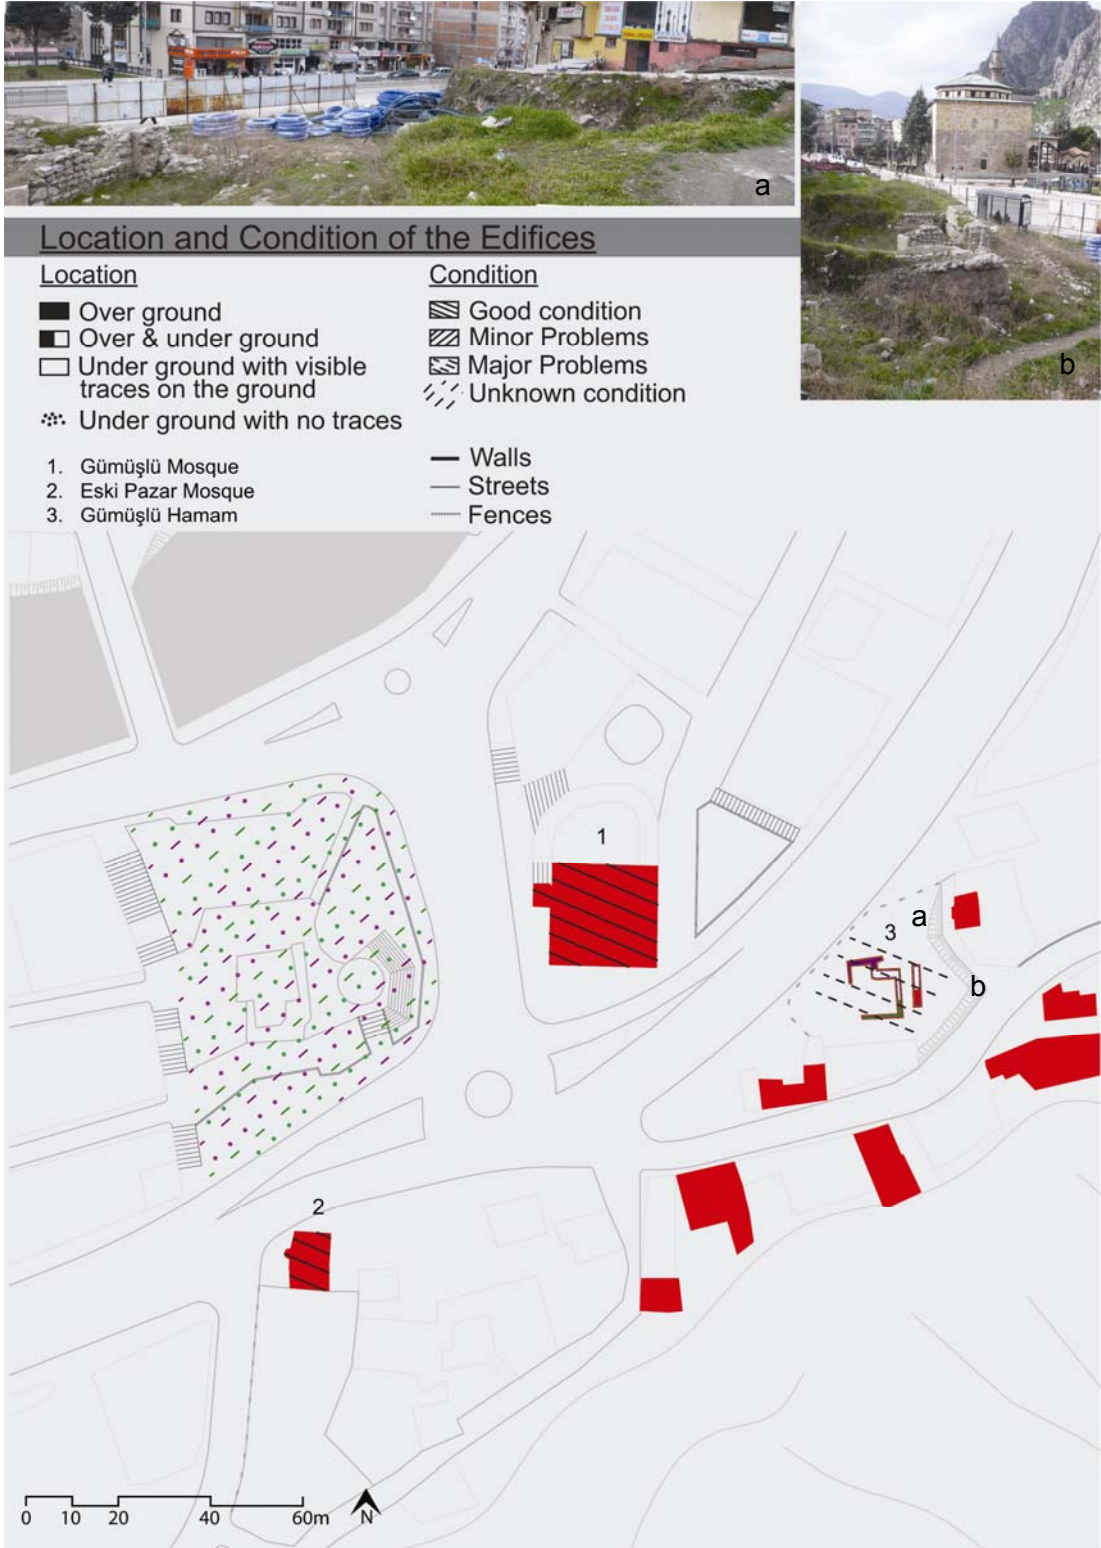 a
b
Location and Condition of the Edifices
Location
Over ground
Over & under ground
Under ground with visible
traces on the ground
Under ground with no traces
Condition
Good condition
Minor Problems
Major Problems
Unknown condition
1. Gümüşlü Mosque
2. Eski Pazar Mosque
3. Gümüşlü Hamam
Walls
Streets
Fences
1
a
3
b
2
0 10 20 40 60m N